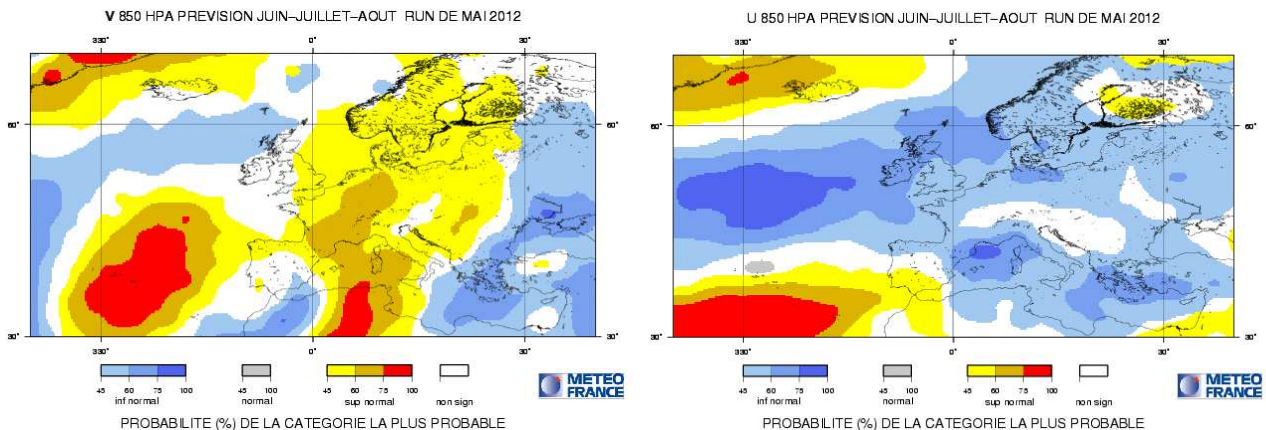 V 850 HPA PREVISION JUIN–JUILLET–AOUT RUN DE MAI 2012
330° 0° 30°
60° 60°
30° 30°
330° 0° 30°
45 60 75 100 45 100 45 60 75 100
inf normal normal sup normal non sign
METEO FRANCE
PROBABILITE (%) DE LA CATEGORIE LA PLUS PROBABLE
U 850 HPA PREVISION JUIN–JUILLET–AOUT RUN DE MAI 2012
330° 0° 30°
60° 60°
30° 30°
330° 0° 30°
45 60 75 100 45 100 45 60 75 100
inf normal normal sup normal non sign
METEO FRANCE
PROBABILITE (%) DE LA CATEGORIE LA PLUS PROBABLE